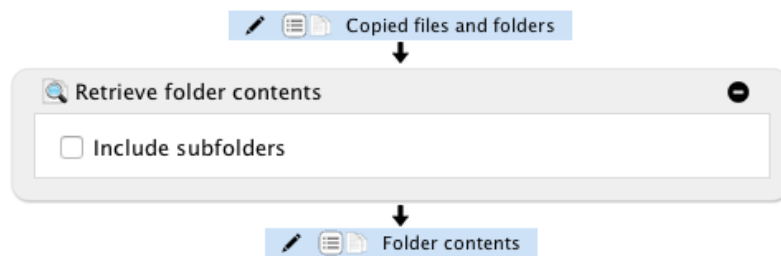 Copied files and folders
Retrieve folder contents
Include subfolders
Folder contents